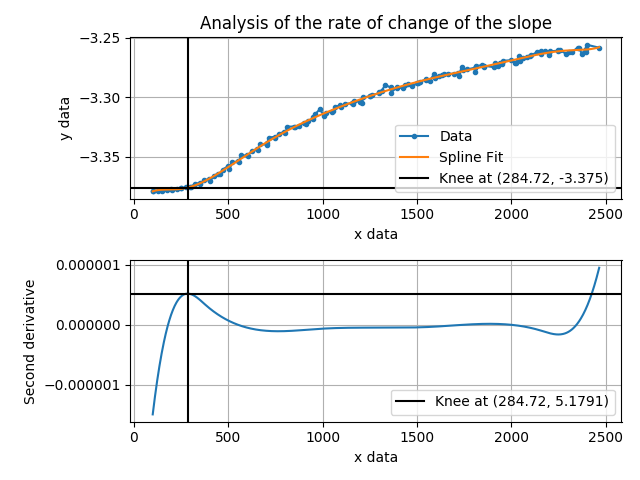 Analysis of the rate of change of the slope
−3.25
−3.30
−3.35
y data
Data
Spline Fit
Knee at (284.72, -3.375)
0 500 1000 1500 2000 2500
x data
0.000001
0.000000
−0.000001
Second derivative
Knee at (284.72, 5.1791)
0 500 1000 1500 2000 2500
x data